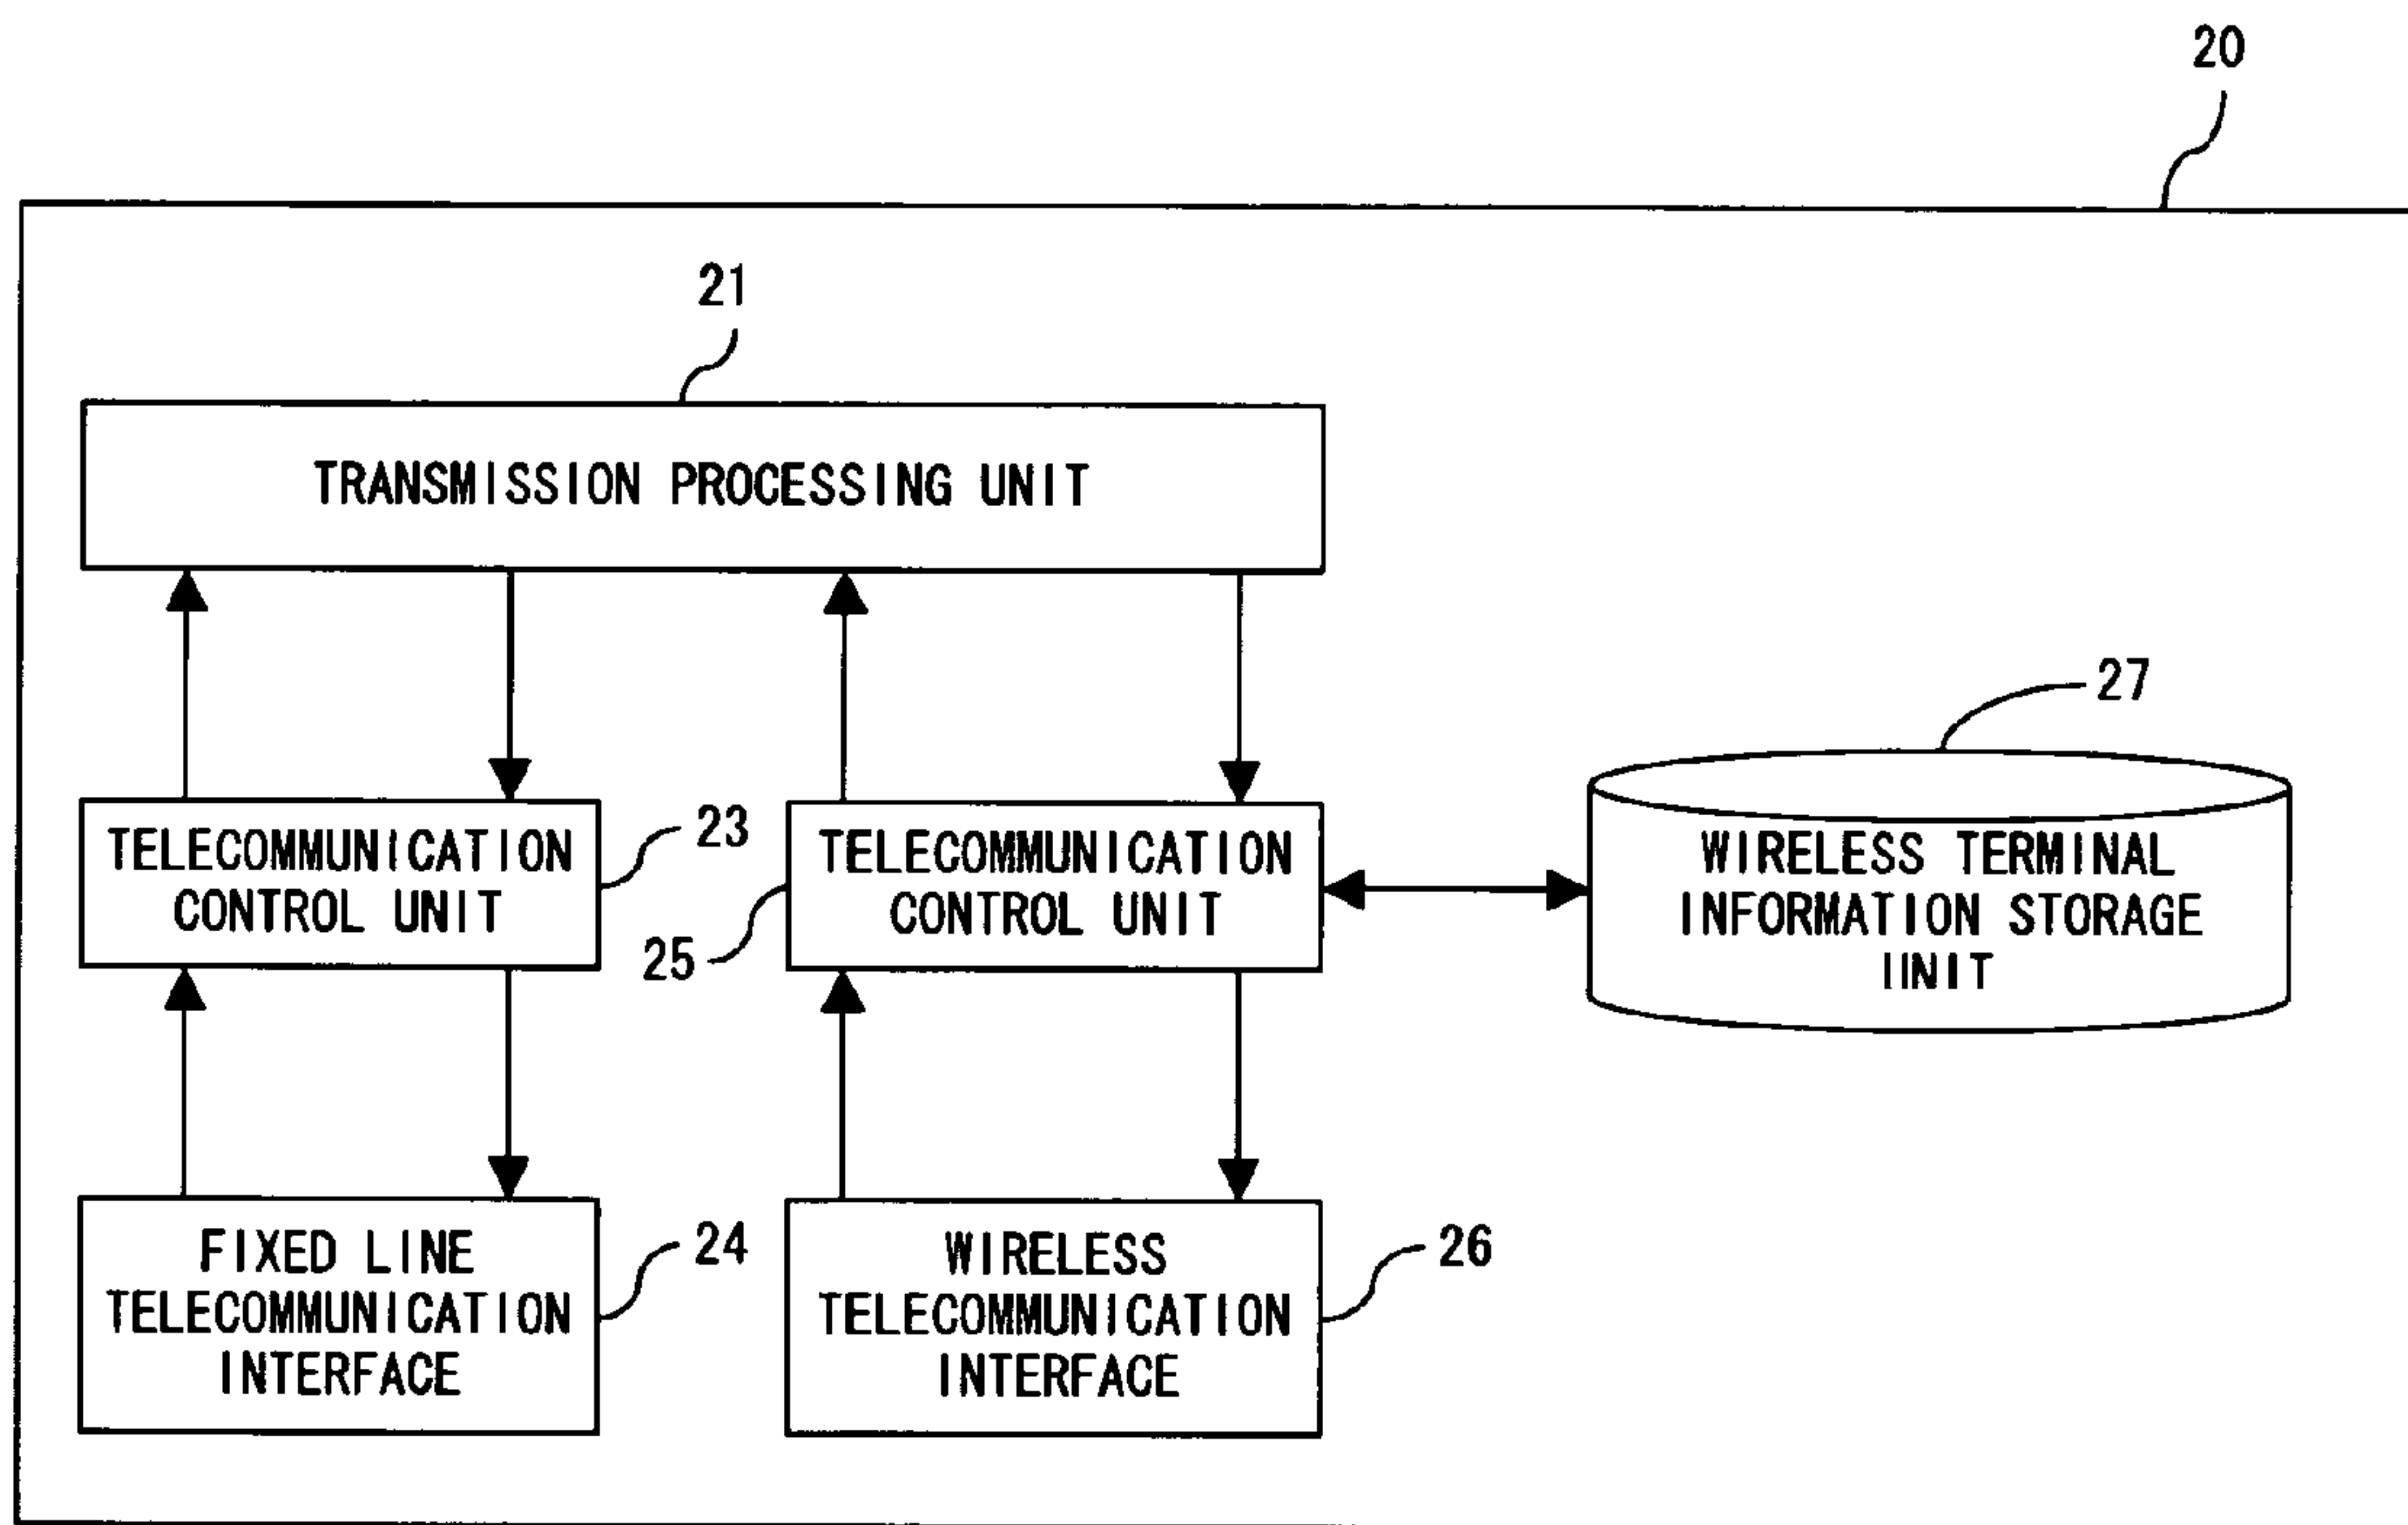 20
21
TRANSMISSION PROCESSING UNIT
TELECOMMUNICATION
CONTROL UNIT
23
25
TELECOMMUNICATION
CONTROL UNIT
27
WIRELESS TERMINAL
INFORMATION STORAGE
UNIT
FIXED LINE
TELECOMMUNICATION
INTERFACE
24
WIRELESS
TELECOMMUNICATION
INTERFACE
26